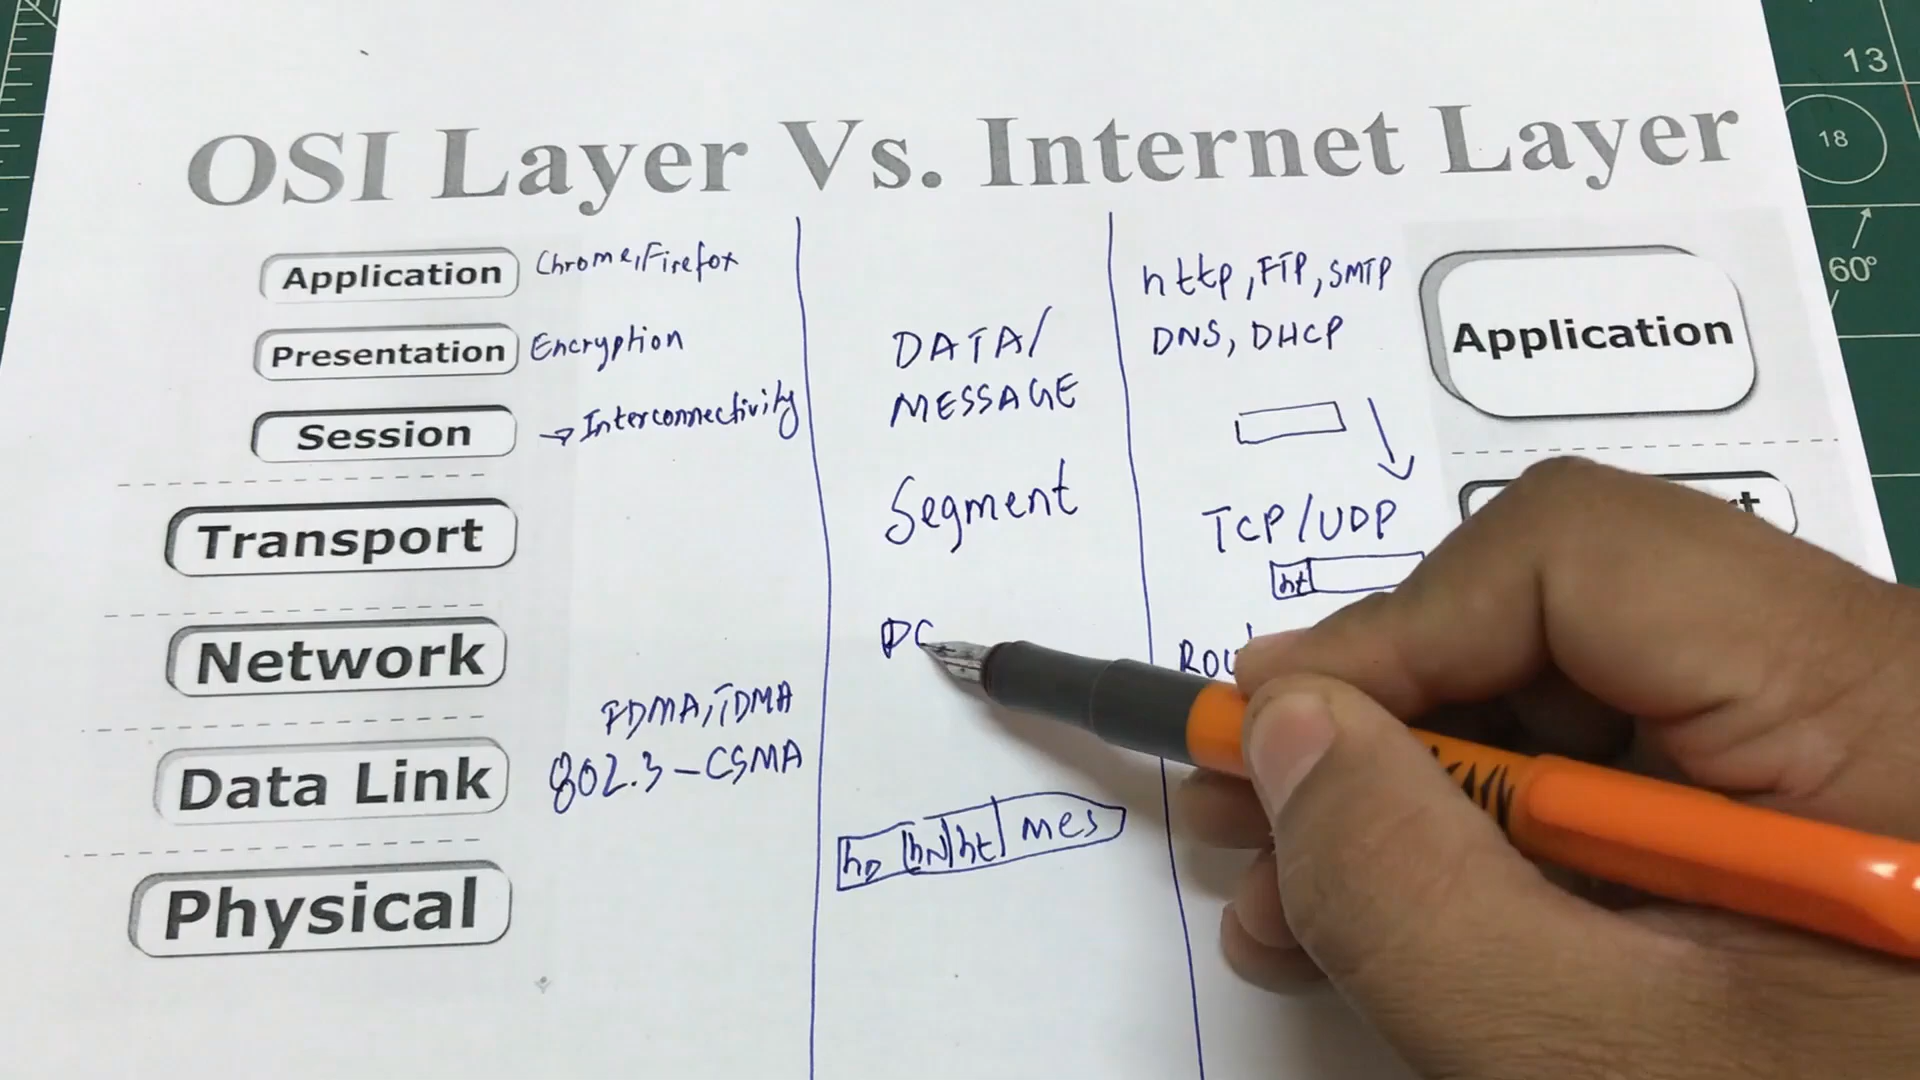 OSI Layer Vs. Internet Layer
Application
Chrome, Firefox
Presentation
Encryption
Session
→ Interconnectivity
Transport
Network
FDMA, TDMA
Data Link
802.3 - CSMA
Physical
DATA/
MESSAGE
Segment
hD hN ht mes
http, FTP, SMTP
DNS, DHCP
TCP/UDP
ht
Application
13
18
60°